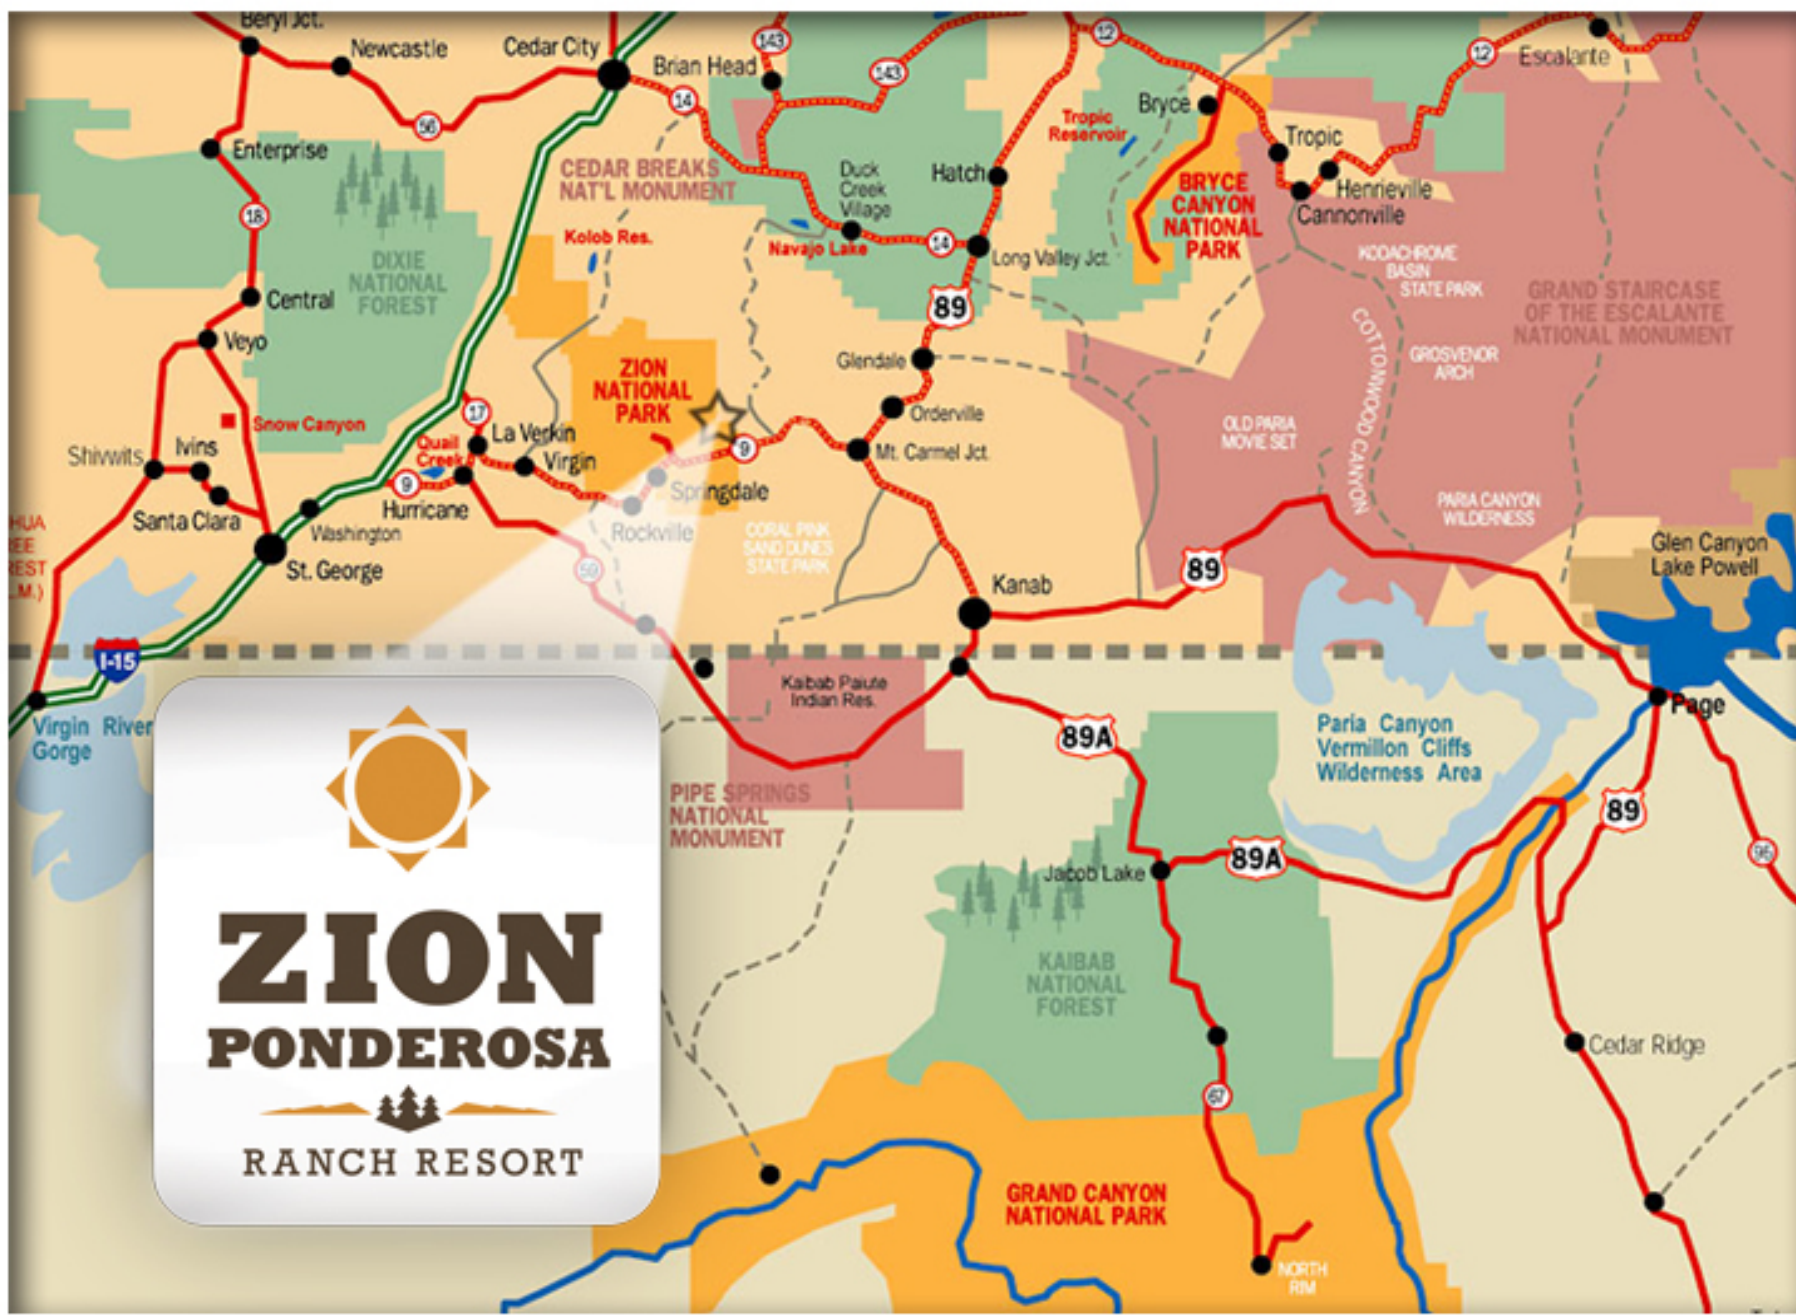 Beryl Jct.
Newcastle
Cedar City
Brian Head
143
143
12
12
Escalante
14
56
Bryce
Tropic
Reservoir
Tropic
Enterprise
CEDAR BREAKS
NAT'L MONUMENT
Duck
Creek
Village
Hatch
BRYCE
CANYON
NATIONAL
PARK
Henrieville
Cannonville
18
Kolob Res.
Navajo Lake
14
Long Valley Jct.
KODACHROME
BASIN
STATE PARK
DIXIE
NATIONAL
FOREST
Central
89
GRAND STAIRCASE
OF THE ESCALANTE
NATIONAL MONUMENT
Veyo
ZION
NATIONAL
PARK
Glendale
COTTONWOOD CANYON
GROSVENOR
ARCH
Snow Canyon
17
La Verkin
Orderville
OLD PARIA
MOVIE SET
Shivwits
Ivins
Quail
Creek
Virgin
9
Mt. Carmel Jct.
9
Hurricane
Springdale
Rockville
Santa Clara
Washington
CORAL PINK
SAND DUNES
STATE PARK
PARIA CANYON
WILDERNESS
HUA
EE
REST
.M.)
St. George
59
Kanab
89
Glen Canyon
Lake Powell
I-15
Kaibab Paiute
Indian Res.
Virgin River
Gorge
89A
Paria Canyon
Vermillon Cliffs
Wilderness Area
Page
PIPE SPRINGS
NATIONAL
MONUMENT
89
Jacob Lake
89A
ZION
PONDEROSA
RANCH RESORT
KAIBAB
NATIONAL
FOREST
Cedar Ridge
67
GRAND CANYON
NATIONAL PARK
NORTH
RIM